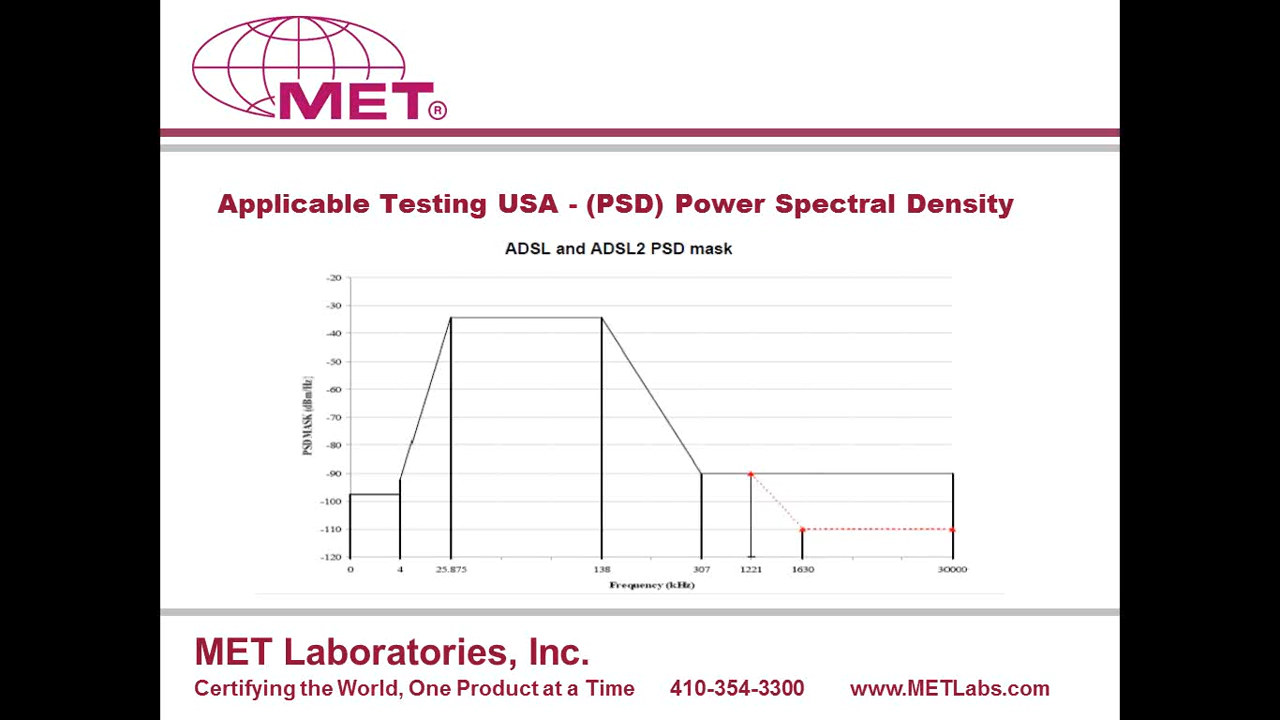 MET®
Applicable Testing USA - (PSD) Power Spectral Density
ADSL and ADSL2 PSD mask
-20
-30
-40
-50
-60
-70
-80
-90
-100
-110
-120
PSD MASK (dBm/Hz)
0 4 25.875 138 307 1221 1630 30000
Frequency (kHz)
MET Laboratories, Inc.
Certifying the World, One Product at a Time 410-354-3300 www.METLabs.com